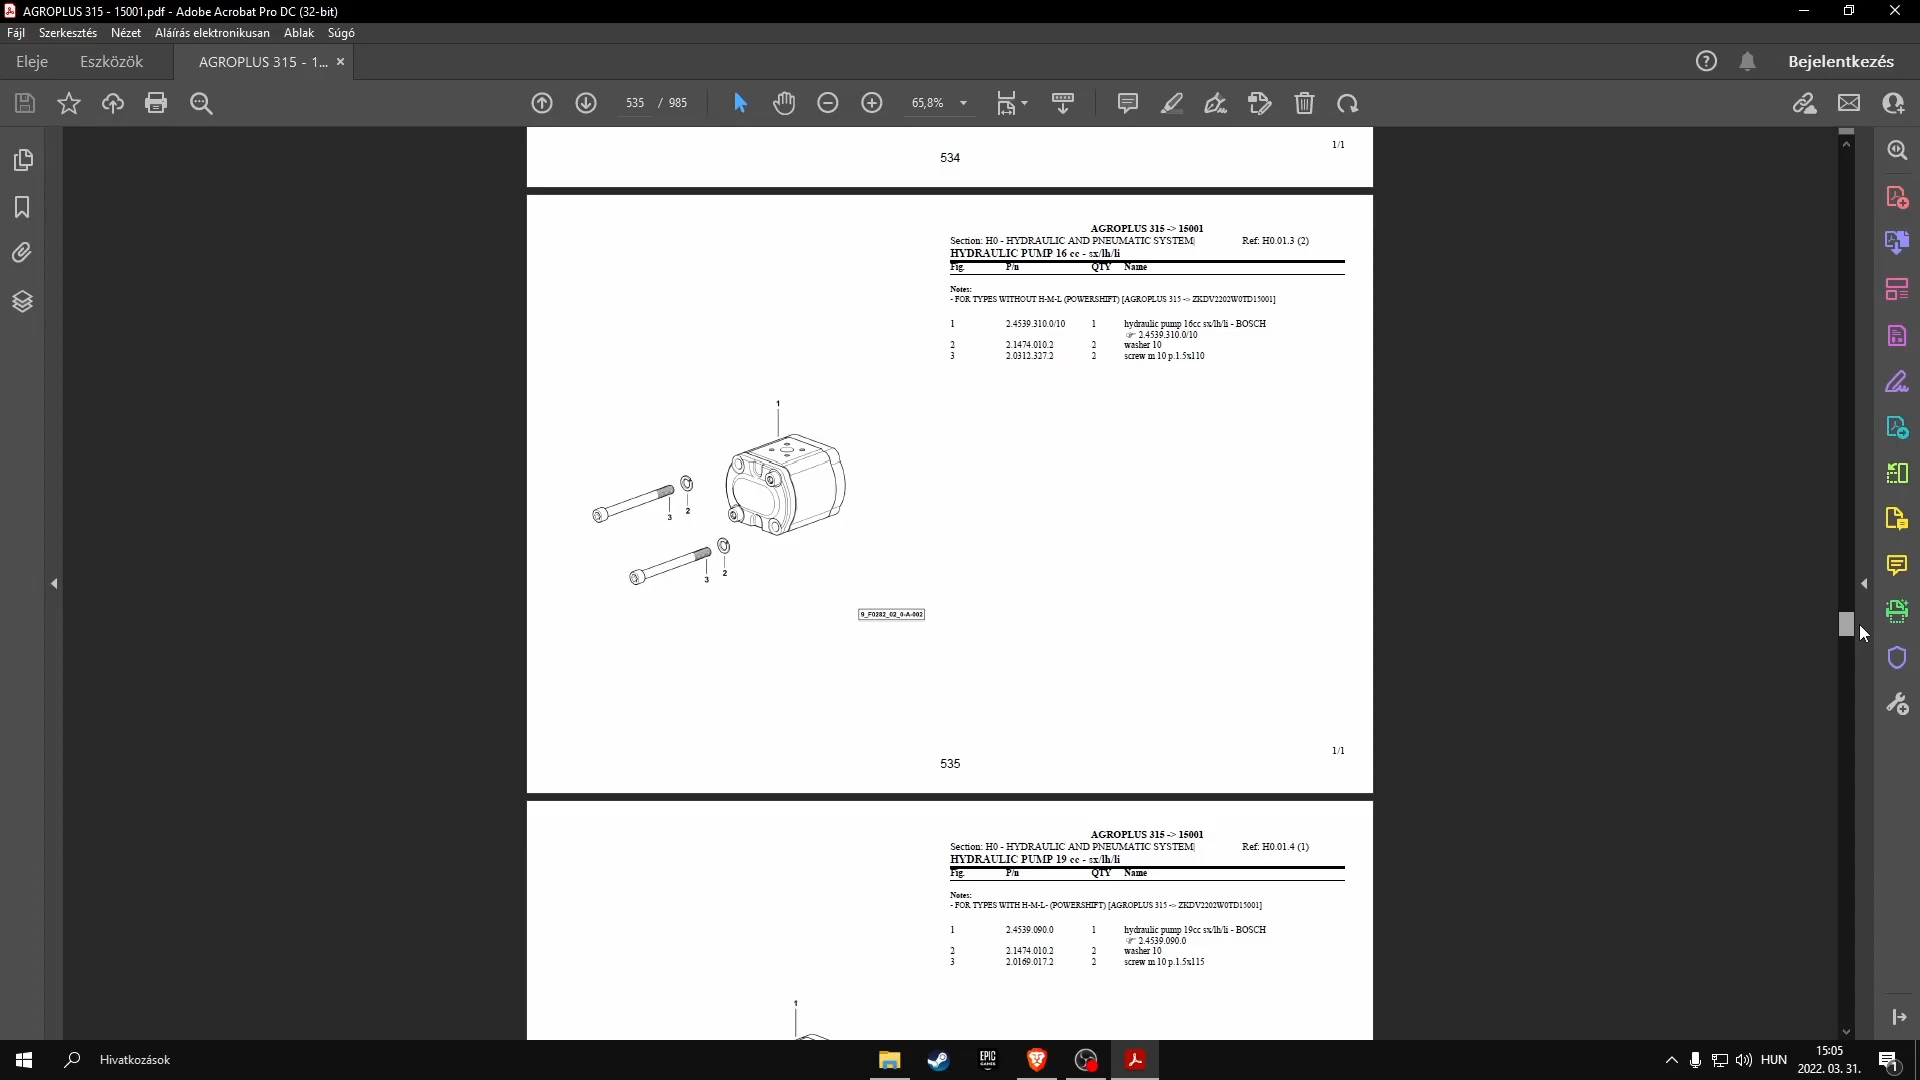 AGROPLUS 315 - 15001.pdf - Adobe Acrobat Pro DC (32-bit)
Fájl Szerkesztés Nézet Aláírás elektronikusan Ablak Súgó
Eleje Eszközök AGROPLUS 315 - 1... × Bejelentkezés
535 / 985 65,8%
1/1
534
AGROPLUS 315 -> 15001
Section: H0 - HYDRAULIC AND PNEUMATIC SYSTEM| Ref: H0.01.3 (2)
HYDRAULIC PUMP 16 cc - sx/lh/li
Fig. P/n QTY Name
Notes:
- FOR TYPES WITHOUT H-M-L (POWERSHIFT) [AGROPLUS 315 -> ZKDV2202W0TD15001]
1 2.4539.310.0/10 1 hydraulic pump 16cc sx/lh/li - BOSCH
☞ 2.4539.310.0/10
2 2.1474.010.2 2 washer 10
3 2.0312.327.2 2 screw m 10 p.1.5x110
1
3 2
3 2
9_F0282_02_0-A-002
1/1
535
AGROPLUS 315 -> 15001
Section: H0 - HYDRAULIC AND PNEUMATIC SYSTEM| Ref: H0.01.4 (1)
HYDRAULIC PUMP 19 cc - sx/lh/li
Fig. P/n QTY Name
Notes:
- FOR TYPES WITH H-M-L- (POWERSHIFT) [AGROPLUS 315 -> ZKDV2202W0TD15001]
1 2.4539.090.0 1 hydraulic pump 19cc sx/lh/li - BOSCH
☞ 2.4539.090.0
2 2.1474.010.2 2 washer 10
3 2.0169.017.2 2 screw m 10 p.1.5x115
1
Hivatkozások
EPIC
GAMES
HUN
15:05
2022. 03. 31.
1